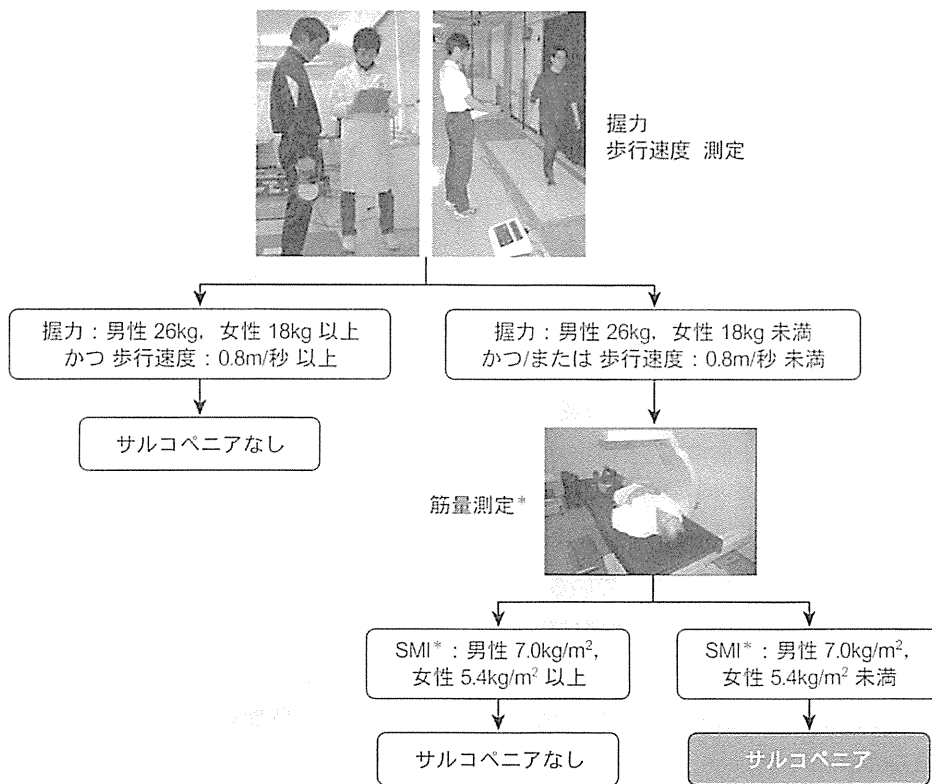 握力
歩行速度 測定
握力:男性 26kg, 女性 18kg 以上
かつ 歩行速度:0.8m/秒 以上
握力:男性 26kg, 女性 18kg 未満
かつ/または 歩行速度:0.8m/秒 未満
サルコペニアなし
筋量測定*
SMI*:男性 7.0kg/m²,
女性 5.4kg/m² 以上
SMI*:男性 7.0kg/m²,
女性 5.4kg/m² 未満
サルコペニアなし
サルコペニア